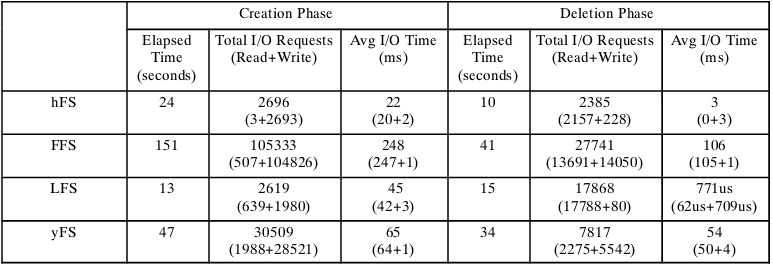 Creation Phase Deletion Phase
Elapsed Time (seconds) Total I/O Requests (Read+Write) Avg I/O Time (ms) Elapsed Time (seconds) Total I/O Requests (Read+Write) Avg I/O Time (ms)
hFS 24 2696 22 10 2385 3
(3+2693) (20+2) (2157+228) (0+3)
FFS 151 105333 248 41 27741 106
(507+104826) (247+1) (13691+14050) (105+1)
LFS 13 2619 45 15 17868 771us
(639+1980) (42+3) (17788+80) (62us+709us)
yFS 47 30509 65 34 7817 54
(1988+28521) (64+1) (2275+5542) (50+4)